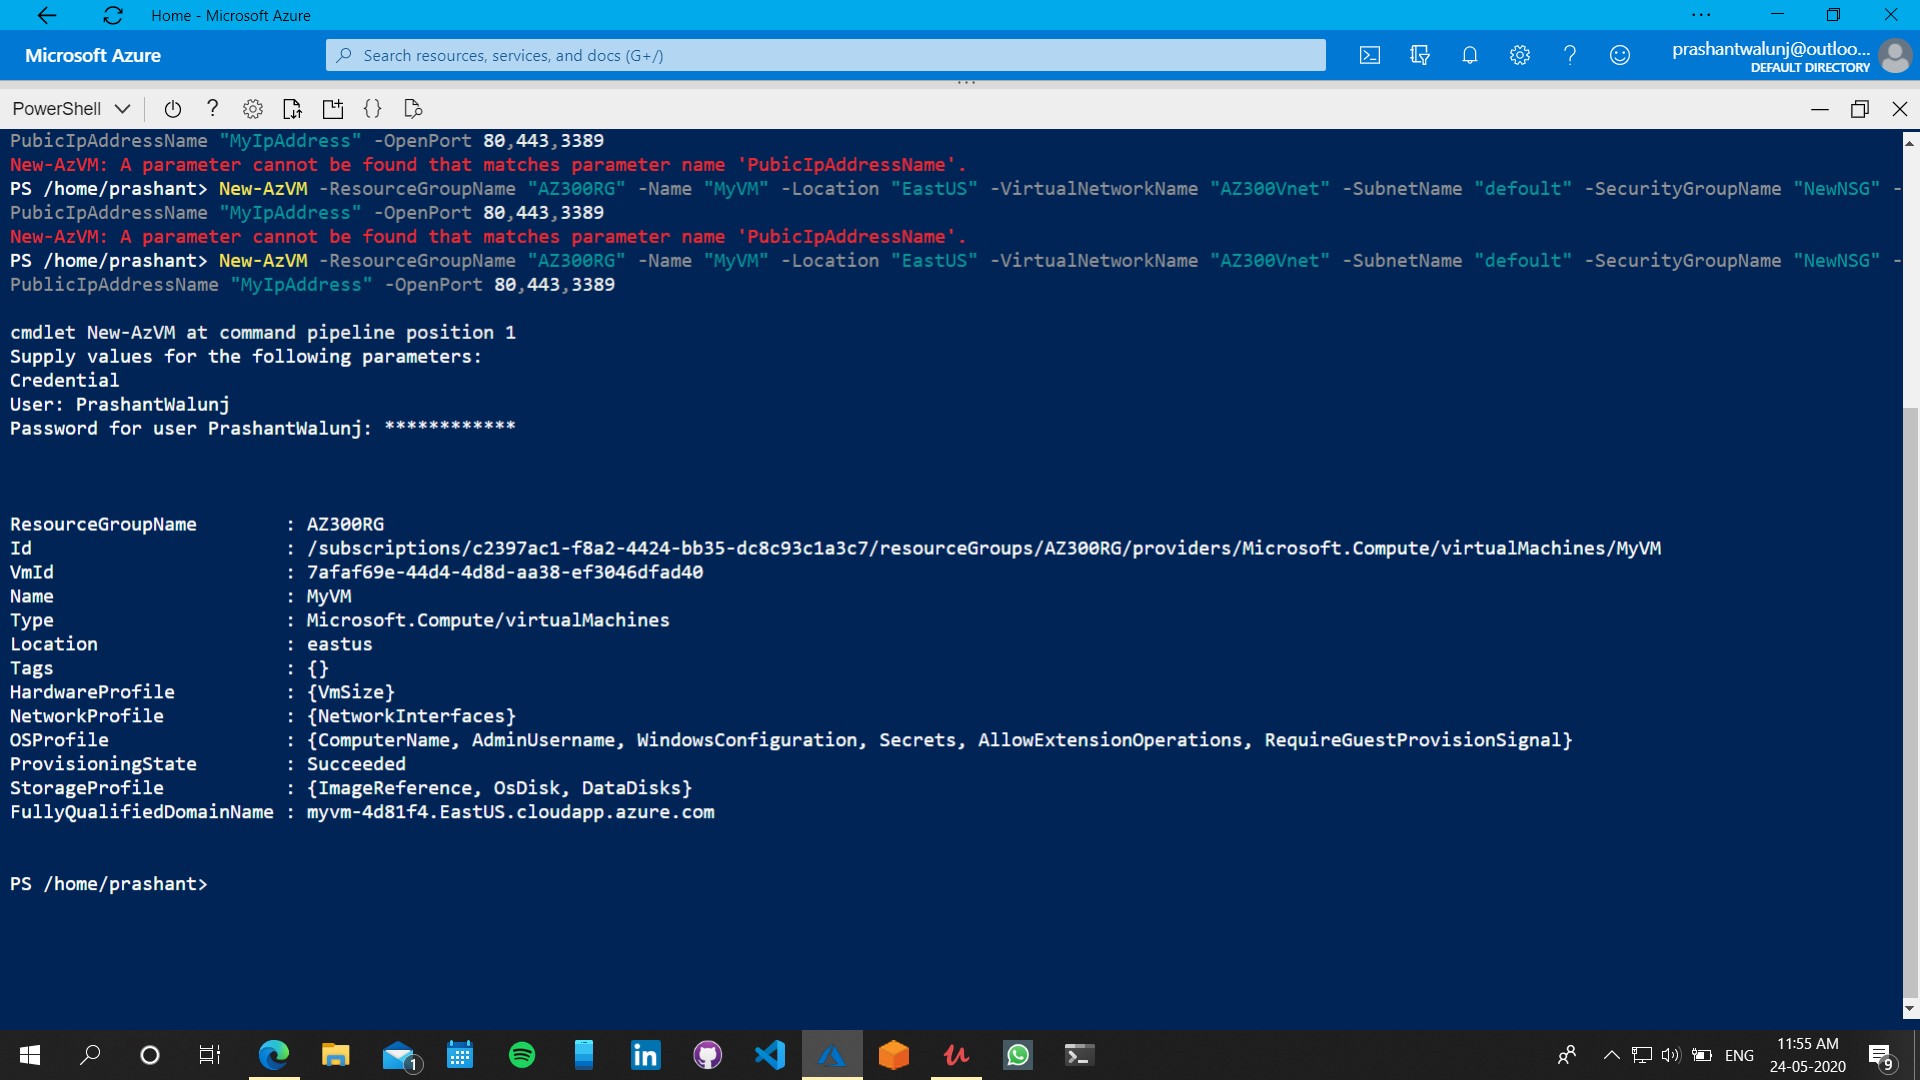 Home - Microsoft Azure
Microsoft Azure
Search resources, services, and docs (G+/)
prashantwalunj@outloo...
DEFAULT DIRECTORY
PowerShell
PubicIpAddressName "MyIpAddress" -OpenPort 80,443,3389
New-AzVM: A parameter cannot be found that matches parameter name 'PubicIpAddressName'.
PS /home/prashant> New-AzVM -ResourceGroupName "AZ300RG" -Name "MyVM" -Location "EastUS" -VirtualNetworkName "AZ300Vnet" -SubnetName "defoult" -SecurityGroupName "NewNSG" -
PubicIpAddressName "MyIpAddress" -OpenPort 80,443,3389
New-AzVM: A parameter cannot be found that matches parameter name 'PubicIpAddressName'.
PS /home/prashant> New-AzVM -ResourceGroupName "AZ300RG" -Name "MyVM" -Location "EastUS" -VirtualNetworkName "AZ300Vnet" -SubnetName "defoult" -SecurityGroupName "NewNSG" -
PublicIpAddressName "MyIpAddress" -OpenPort 80,443,3389
cmdlet New-AzVM at command pipeline position 1
Supply values for the following parameters:
Credential
User: PrashantWalunj
Password for user PrashantWalunj: ************
ResourceGroupName : AZ300RG
Id : /subscriptions/c2397ac1-f8a2-4424-bb35-dc8c93c1a3c7/resourceGroups/AZ300RG/providers/Microsoft.Compute/virtualMachines/MyVM
VmId : 7afaf69e-44d4-4d8d-aa38-ef3046dfad40
Name : MyVM
Type : Microsoft.Compute/virtualMachines
Location : eastus
Tags : {}
HardwareProfile : {VmSize}
NetworkProfile : {NetworkInterfaces}
OSProfile : {ComputerName, AdminUsername, WindowsConfiguration, Secrets, AllowExtensionOperations, RequireGuestProvisionSignal}
ProvisioningState : Succeeded
StorageProfile : {ImageReference, OsDisk, DataDisks}
FullyQualifiedDomainName : myvm-4d81f4.EastUS.cloudapp.azure.com
PS /home/prashant>
1
ENG
11:55 AM
24-05-2020
9